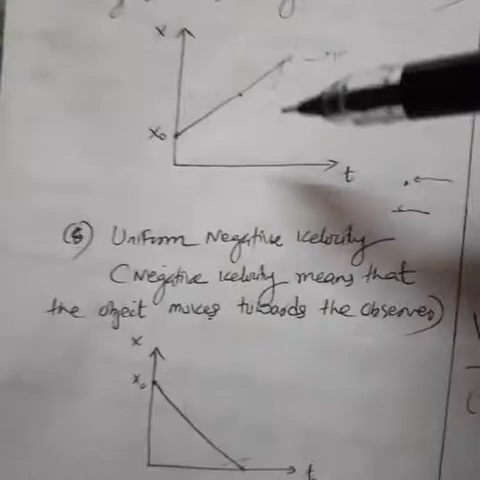 x
x₀
t
(5) Uniform Negative Velocity
(Negative velocity means that
the object moves towards the observer)
x
x₀
t